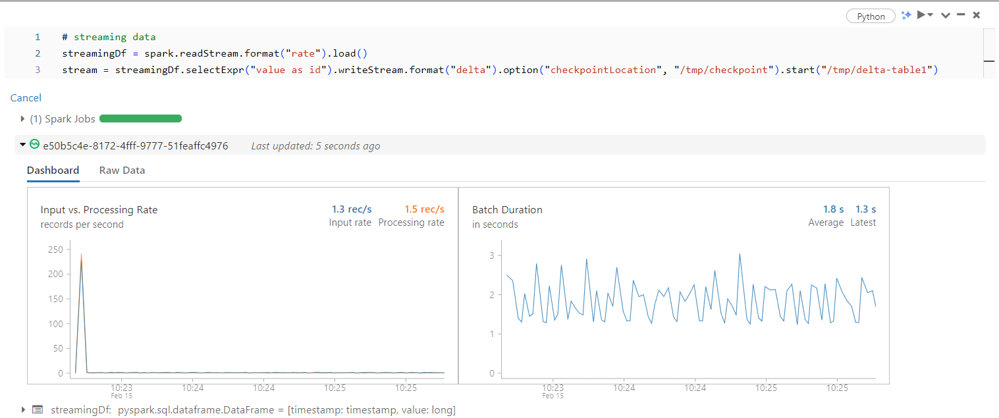 Python
1 # streaming data
2 streamingDf = spark.readStream.format("rate").load()
3 stream = streamingDf.selectExpr("value as id").writeStream.format("delta").option("checkpointLocation", "/tmp/checkpoint").start("/tmp/delta-table1")
Cancel
(1) Spark Jobs
e50b5c4e-8172-4fff-9777-51feaffc4976 Last updated: 5 seconds ago
Dashboard Raw Data
Input vs. Processing Rate 1.3 rec/s 1.5 rec/s
records per second Input rate Processing rate
250
200
150
100
50
0
10:23 10:24 10:24 10:25 10:25
Feb 15
Batch Duration 1.8 s 1.3 s
in seconds Average Latest
3
2
1
0
10:23 10:24 10:24 10:25 10:25
Feb 15
streamingDf: pyspark.sql.dataframe.DataFrame = [timestamp: timestamp, value: long]